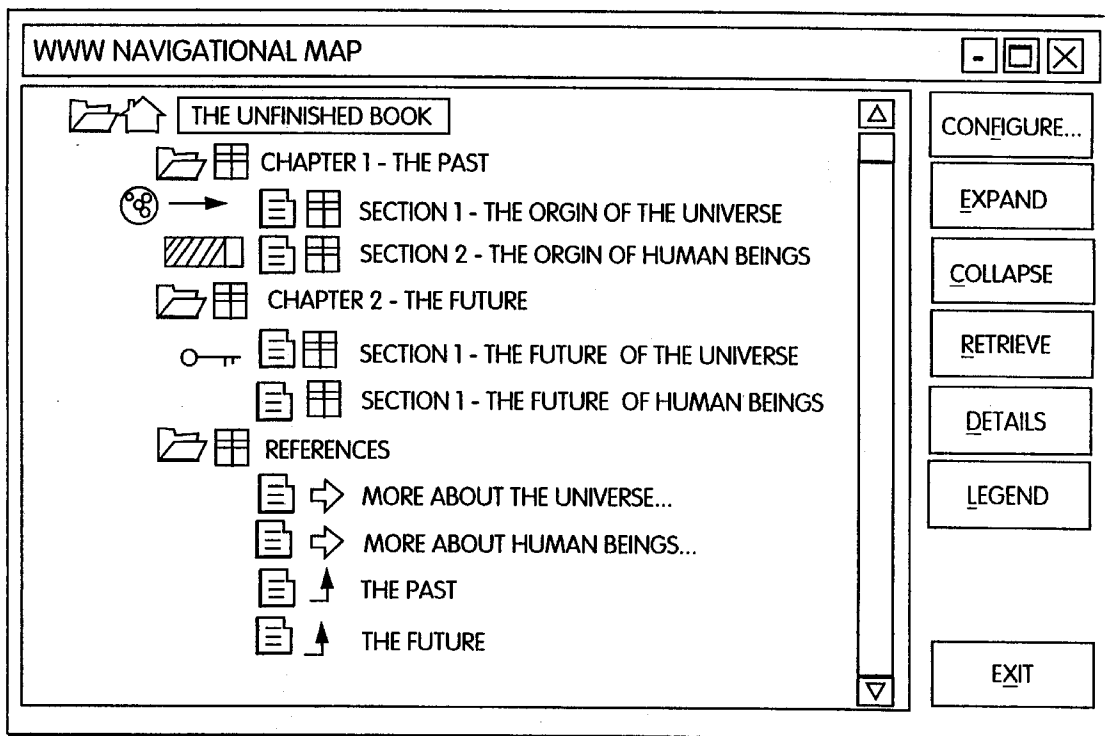 WWW NAVIGATIONAL MAP
THE UNFINISHED BOOK
CHAPTER 1 - THE PAST
SECTION 1 - THE ORGIN OF THE UNIVERSE
SECTION 2 - THE ORGIN OF HUMAN BEINGS
CHAPTER 2 - THE FUTURE
SECTION 1 - THE FUTURE OF THE UNIVERSE
SECTION 1 - THE FUTURE OF HUMAN BEINGS
REFERENCES
MORE ABOUT THE UNIVERSE...
MORE ABOUT HUMAN BEINGS...
THE PAST
THE FUTURE
CONFIGURE...
EXPAND
COLLAPSE
RETRIEVE
DETAILS
LEGEND
EXIT